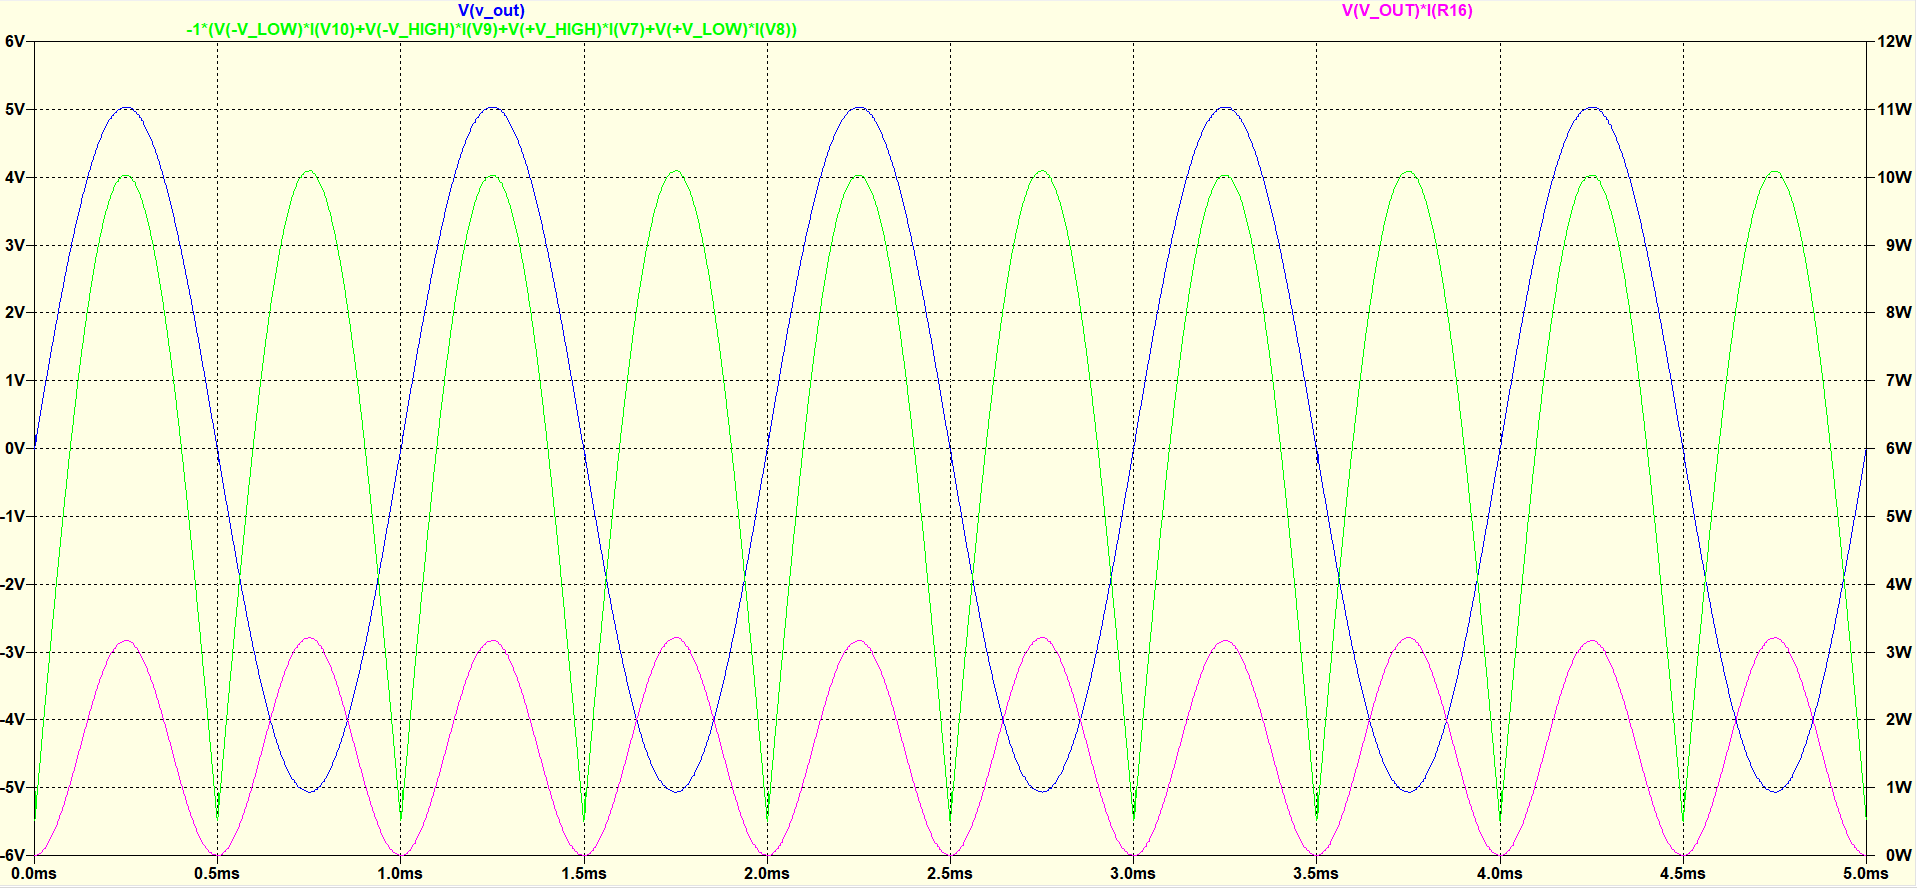 V(v_out) V(V_OUT)*I(R16)
-1*(V(-V_LOW)*I(V10)+V(-V_HIGH)*I(V9)+V(+V_HIGH)*I(V7)+V(+V_LOW)*I(V8))
6V 12W
5V 11W
4V 10W
3V 9W
2V 8W
1V 7W
0V 6W
-1V 5W
-2V 4W
-3V 3W
-4V 2W
-5V 1W
-6V 0W
0.0ms 0.5ms 1.0ms 1.5ms 2.0ms 2.5ms 3.0ms 3.5ms 4.0ms 4.5ms 5.0ms